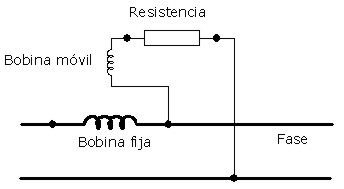 Resistencia
Bobina móvil
Bobina fija
Fase